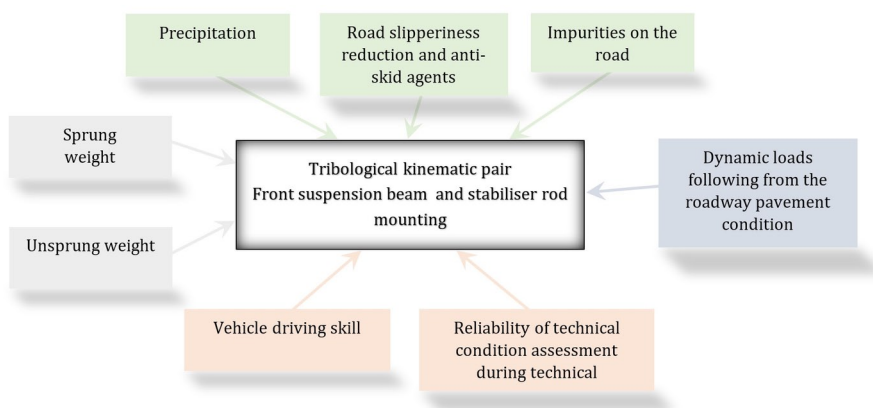 Precipitation
Road slipperiness
reduction and anti-
skid agents
Impurities on the
road
Sprung
weight
Tribological kinematic pair
Front suspension beam and stabiliser rod
mounting
Dynamic loads
following from the
roadway pavement
condition
Unsprung weight
Vehicle driving skill
Reliability of technical
condition assessment
during technical